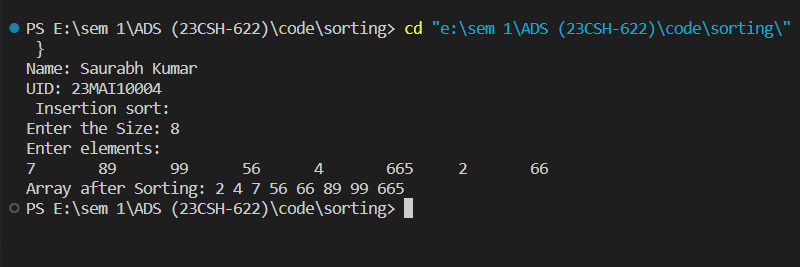 PS E:\sem 1\ADS (23CSH-622)\code\sorting> cd "e:\sem 1\ADS (23CSH-622)\code\sorting\"
}
Name: Saurabh Kumar
UID: 23MAI10004
Insertion sort:
Enter the Size: 8
Enter elements:
7 89 99 56 4 665 2 66
Array after Sorting: 2 4 7 56 66 89 99 665
PS E:\sem 1\ADS (23CSH-622)\code\sorting>